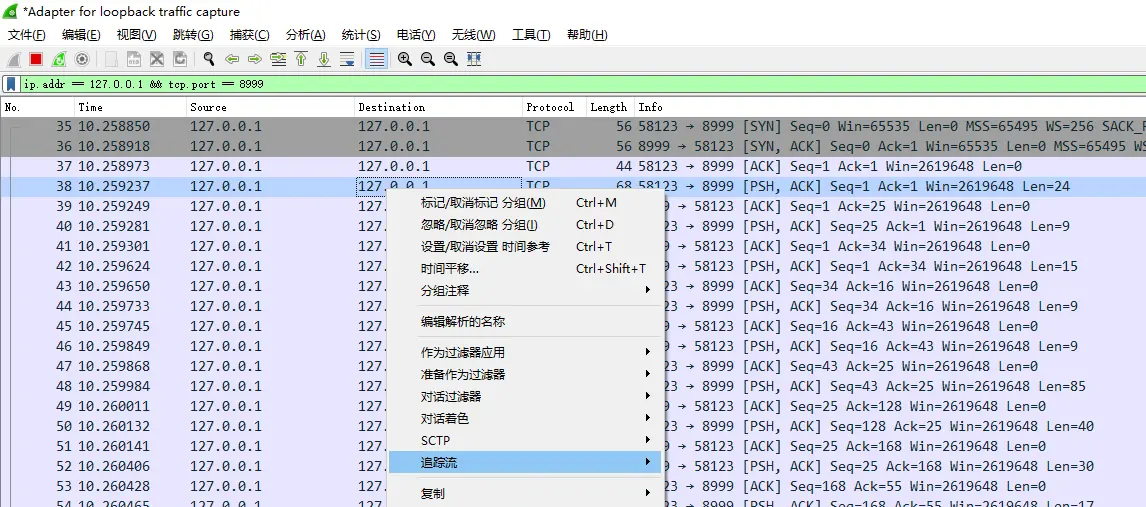 *Adapter for loopback traffic capture
文件(F) 编辑(E) 视图(V) 跳转(G) 捕获(C) 分析(A) 统计(S) 电话(Y) 无线(W) 工具(T) 帮助(H)
ip.addr == 127.0.0.1 && tcp.port == 8999
No. Time Source Destination Protocol Length Info
35 10.258850 127.0.0.1 127.0.0.1 TCP 56 58123 → 8999 [SYN] Seq=0 Win=65535 Len=0 MSS=65495 WS=256
36 10.258918 127.0.0.1 127.0.0.1 TCP 56 8999 → 58123 [SYN, ACK] Seq=0 Ack=1 Win=65535 Len=0 MSS=65495
37 10.258973 127.0.0.1 127.0.0.1 TCP 44 58123 → 8999 [ACK] Seq=1 Ack=1 Win=2619648 Len=0
38 10.259237 127.0.0.1 127.0.0.1 TCP 68 58123 → 8999 [PSH, ACK] Seq=1 Ack=1 Win=2619648 Len=24
39 10.259249 127.0.0.1 127. → 58123 [ACK] Seq=1 Ack=25 Win=2619648 Len=0
40 10.259281 127.0.0.1 127. → 8999 [PSH, ACK] Seq=25 Ack=1 Win=2619648 Len=9
41 10.259301 127.0.0.1 127. → 58123 [ACK] Seq=1 Ack=34 Win=2619648 Len=0
42 10.259624 127.0.0.1 127. → 58123 [PSH, ACK] Seq=1 Ack=34 Win=2619648 Len=15
43 10.259650 127.0.0.1 127. → 8999 [ACK] Seq=34 Ack=16 Win=2619648 Len=0
44 10.259733 127.0.0.1 127. → 8999 [PSH, ACK] Seq=34 Ack=16 Win=2619648 Len=9
45 10.259745 127.0.0.1 127. → 58123 [ACK] Seq=16 Ack=43 Win=2619648 Len=0
46 10.259849 127.0.0.1 127. → 58123 [PSH, ACK] Seq=16 Ack=43 Win=2619648 Len=9
47 10.259868 127.0.0.1 127. → 8999 [ACK] Seq=43 Ack=25 Win=2619648 Len=0
48 10.259984 127.0.0.1 127. → 8999 [PSH, ACK] Seq=43 Ack=25 Win=2619648 Len=85
49 10.260011 127.0.0.1 127. → 58123 [ACK] Seq=25 Ack=128 Win=2619648 Len=0
50 10.260132 127.0.0.1 127. → 8999 [PSH, ACK] Seq=128 Ack=25 Win=2619648 Len=40
51 10.260141 127.0.0.1 127. → 58123 [ACK] Seq=25 Ack=168 Win=2619648 Len=0
52 10.260406 127.0.0.1 127. → 58123 [PSH, ACK] Seq=25 Ack=168 Win=2619648 Len=30
53 10.260428 127.0.0.1 127. → 8999 [ACK] Seq=168 Ack=55 Win=2619648 Len=0
54 10.260465 127.0.0.1 127. → 8999 [PSH, ACK] Seq=168 Ack=55 Win=2619648 Len=17
标记/取消标记 分组(M) Ctrl+M
忽略/取消忽略 分组(I) Ctrl+D
设置/取消设置 时间参考 Ctrl+T
时间平移... Ctrl+Shift+T
分组注释
编辑解析的名称
作为过滤器应用
准备作为过滤器
对话过滤器
对话着色
SCTP
追踪流
复制